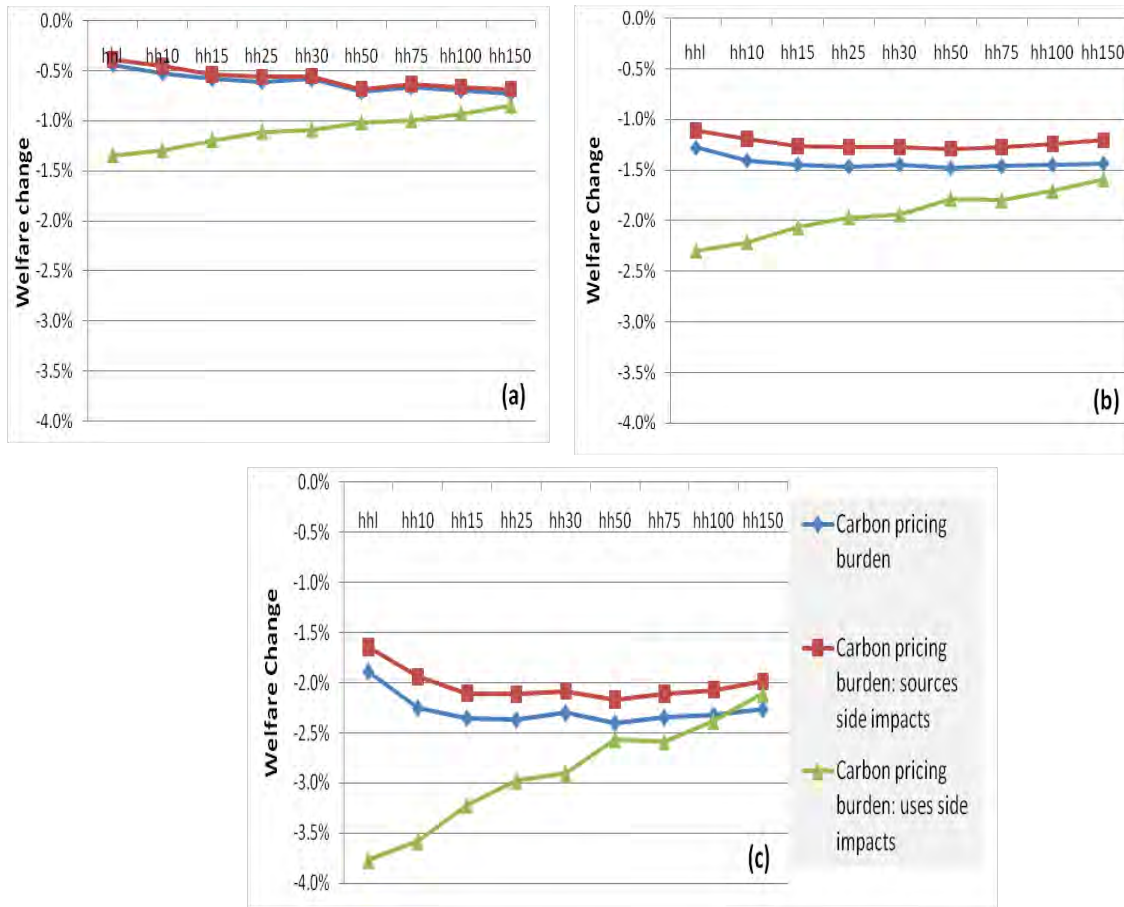 0.0%
hhl hh10 hh15 hh25 hh30 hh50 hh75 hh100 hh150
-0.5%
-1.0%
-1.5%
-2.0%
-2.5%
-3.0%
-3.5%
-4.0%
Welfare change
(a)
0.0%
hhl hh10 hh15 hh25 hh30 hh50 hh75 hh100 hh150
-0.5%
-1.0%
-1.5%
-2.0%
-2.5%
-3.0%
-3.5%
-4.0%
Welfare Change
(b)
0.0%
hhl hh10 hh15 hh25 hh30 hh50 hh75 hh100 hh150
-0.5%
-1.0%
-1.5%
-2.0%
-2.5%
-3.0%
-3.5%
-4.0%
Welfare Change
(c)
Carbon pricing
burden
Carbon pricing
burden: sources
side impacts
Carbon pricing
burden: uses side
impacts